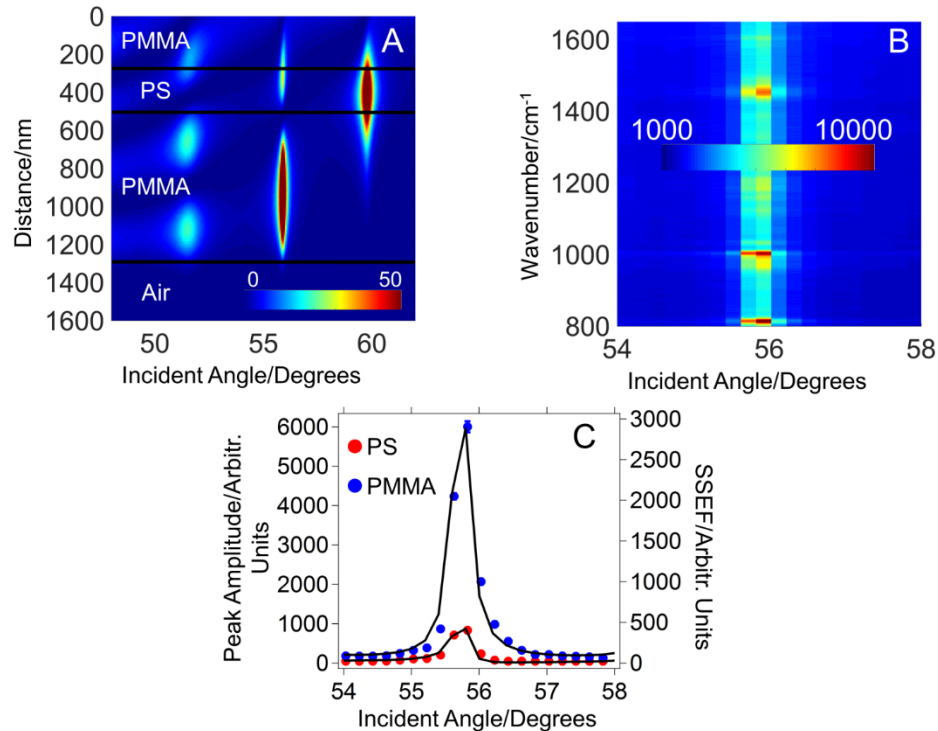 A
PMMA
PS
PMMA
Air
0 50
0
200
400
600
800
1000
1200
1400
1600
Distance/nm
50 55 60
Incident Angle/Degrees
B
1000 10000
1600
1400
1200
1000
800
Wavenumber/cm-1
54 56 58
Incident Angle/Degrees
C
PS
PMMA
6000
5000
4000
3000
2000
1000
0
Peak Amplitude/Arbitr.
Units
3000
2500
2000
1500
1000
500
0
SSEF/Arbitr. Units
54 55 56 57 58
Incident Angle/Degrees